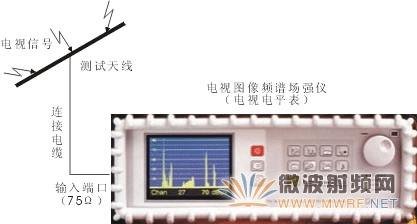 电视信号
测试天线
电视图像频谱场强仪
（电视电平表）
连接电缆
输入端口
（75Ω）
Chan 27 70 dB
微波射频网
WWW.MWRF.NET